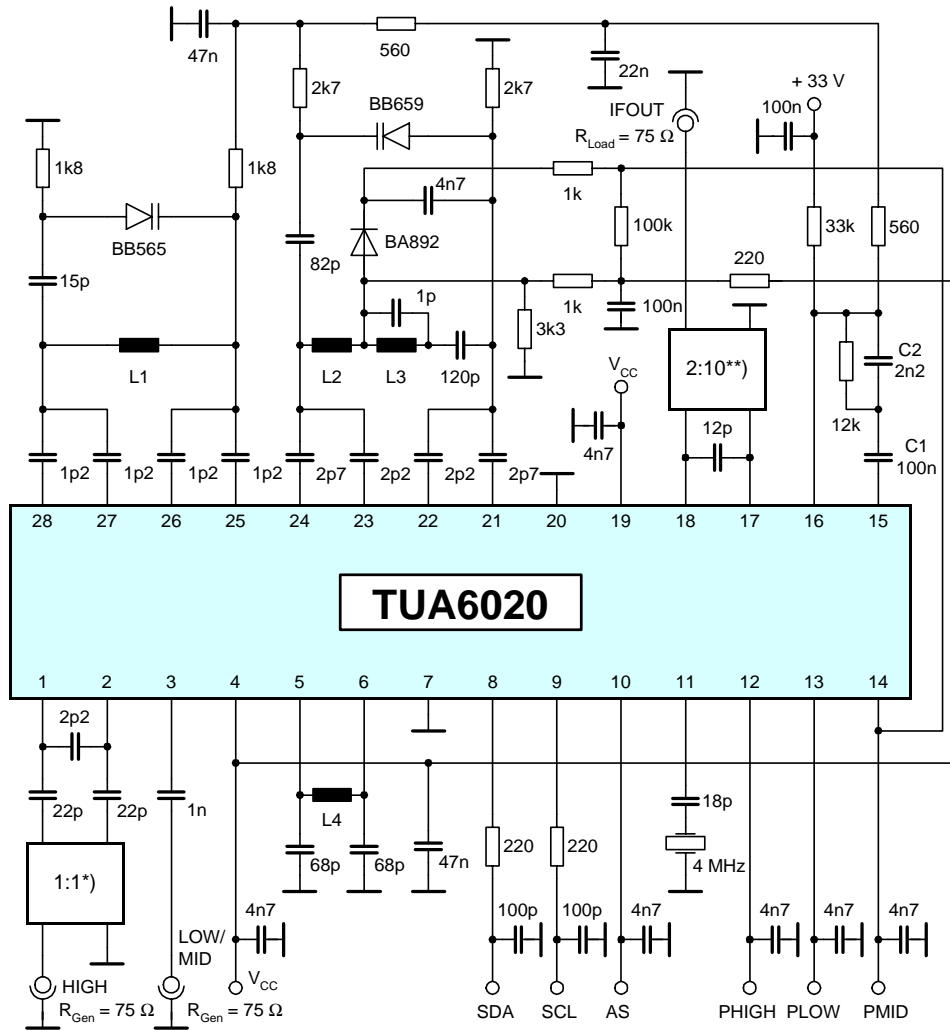 47n
560
22n
+ 33 V
2k7
BB659
2k7
IFOUT
100n
R_Load = 75 Ω
1k8
1k8
4n7
1k
100k
33k
560
BB565
82p
BA892
220
15p
1p
1k
100n
3k3
L1
L2
L3
120p
V_CC
2:10**)
C2
2n2
12k
4n7
12p
C1
100n
1p2
1p2
1p2
1p2
2p7
2p2
2p2
2p7
28
27
26
25
24
23
22
21
20
19
18
17
16
15
TUA6020
1
2
3
4
5
6
7
8
9
10
11
12
13
14
2p2
22p
22p
1n
L4
18p
68p
68p
47n
220
220
4 MHz
1:1*)
4n7
100p
100p
4n7
4n7
4n7
4n7
LOW/
MID
HIGH
V_CC
R_Gen = 75 Ω
R_Gen = 75 Ω
SDA
SCL
AS
PHIGH
PLOW
PMID